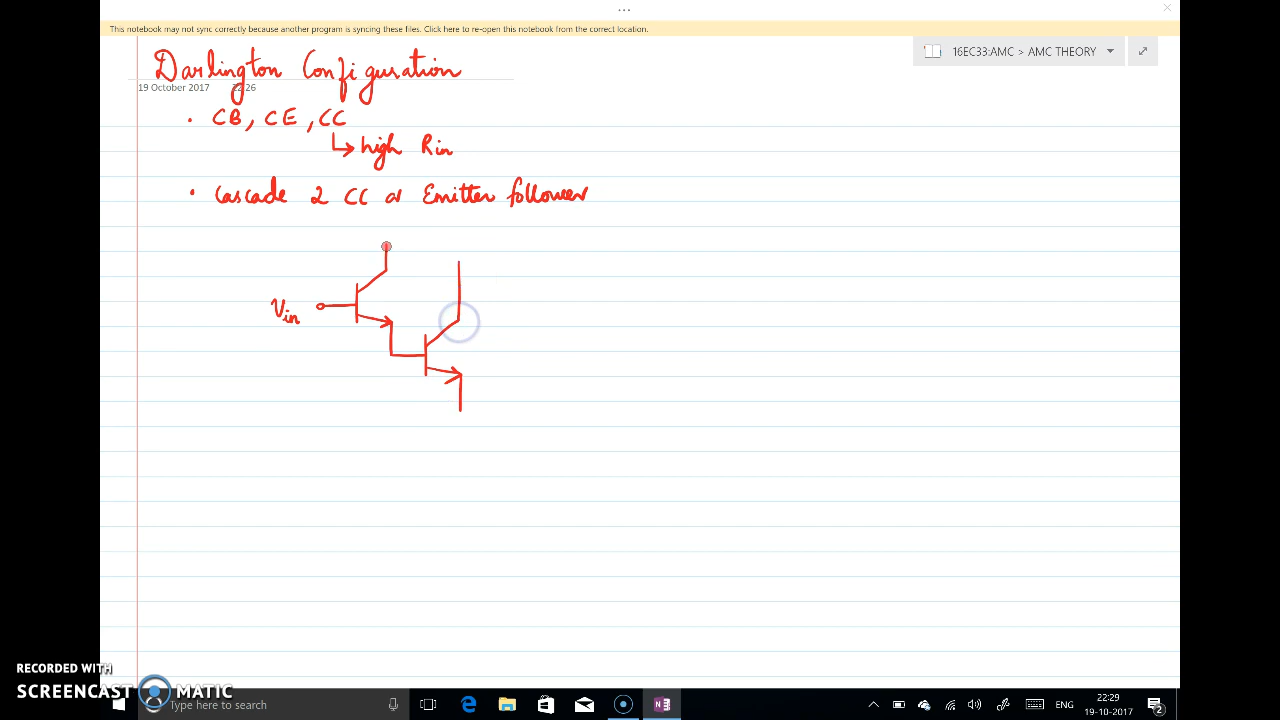 ...
This notebook may not sync correctly because another program is syncing these files. Click here to re-open this notebook from the correct location.
16EC33:AMC > AMC THEORY
Darlington Configuration
19 October 2017 22:26
• CB, CE, CC
↳ high Rin
• Cascade 2 CC or Emitter follower
Vin
RECORDED WITH
SCREENCAST MATIC
Type here to search
ENG
22:29
19-10-2017
2